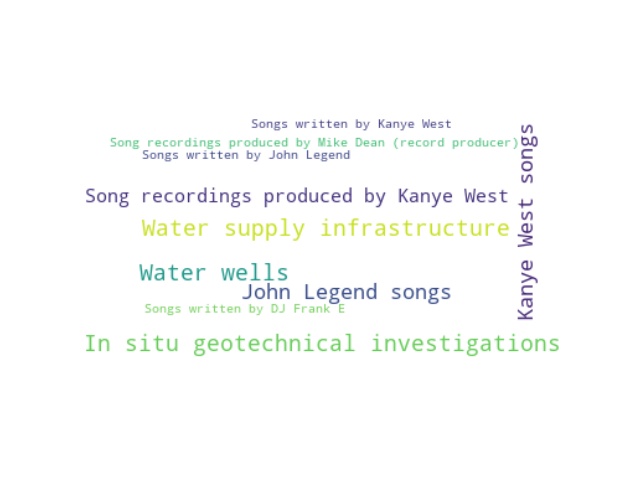 Songs written by Kanye West
Song recordings produced by Mike Dean (record producer)
Songs written by John Legend
Song recordings produced by Kanye West
Kanye West songs
Water supply infrastructure
Water wells
John Legend songs
Songs written by DJ Frank E
In situ geotechnical investigations